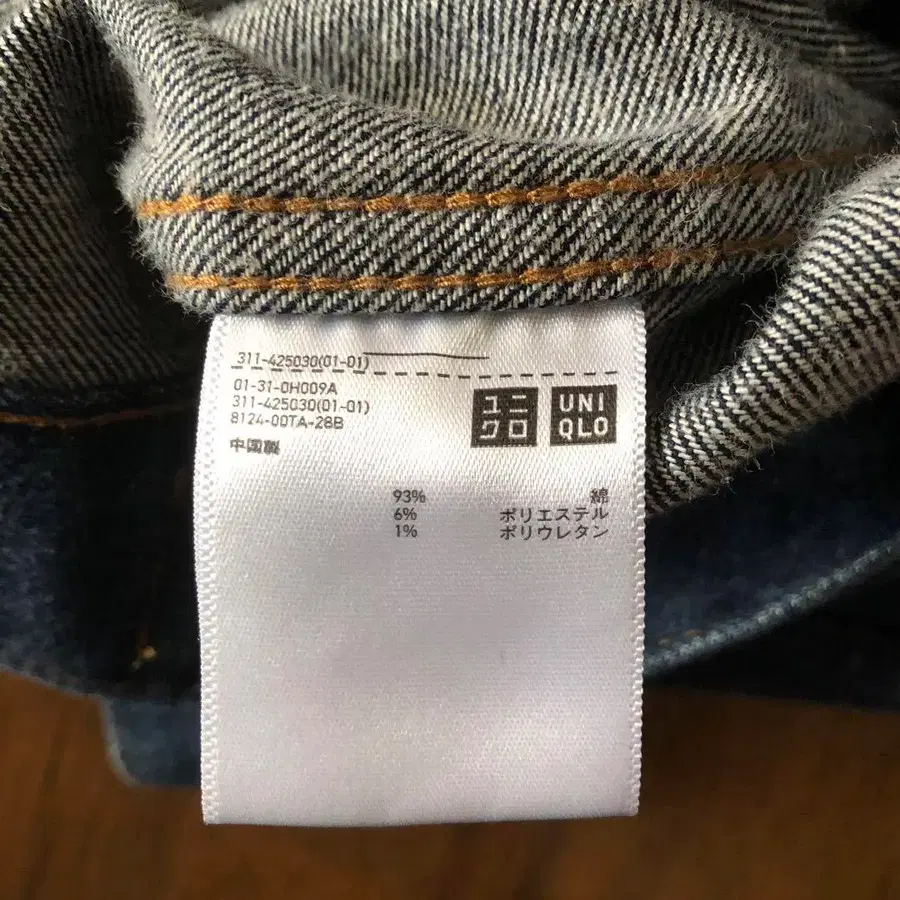 311-425030(01-01)
01-31-0H009A
311-425030(01-01)
8124-00TA-28B
中国製
ユニ
クロ
UNI
QLO
93% 綿
6% ポリエステル
1% ポリウレタン